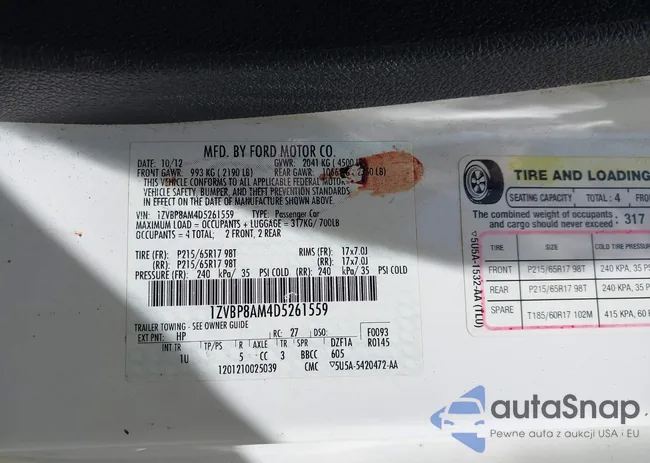 MFD. BY FORD MOTOR CO.
DATE: 10/12 GVWR: 2041 KG ( 4500
FRONT GAWR: 993 KG ( 2190 LB) REAR GAWR: LB)
THIS VEHICLE CONFORMS TO ALL APPLICABLE FEDERAL MOTOR
VEHICLE SAFETY, BUMPER, AND THEFT PREVENTION STANDARDS
IN EFFECT ON THE DATE OF MANUFACTURE SHOWN ABOVE.
VIN: 1ZVBP8AM4D5261559 TYPE: Passenger Car
MAXIMUM LOAD = OCCUPANTS + LUGGAGE = 317KG/ 700LB
OCCUPANTS = 4 TOTAL; 2 FRONT, 2 REAR
TIRE (FR): P215/65R17 98T RIMS (FR): 17x7.0J
(RR): P215/65R17 98T (RR): 17x7.0J
PRESSURE (FR): 240 kPa/ 35 PSI COLD (RR): 240 kPa/ 35 PSI COLD
1ZVBP8AM4D5261559
TRAILER TOWING - SEE OWNER GUIDE
EXT PNT: HP RC: 27 DSO: F0093
INT TR TP/PS R AXLE TR SPR DZF1A R0145
1U 5 CC 3 BBCC 605
1201210025039 CMC ▽5U5A-5420472-AA
TIRE AND LOADING
SEATING CAPACITY TOTAL: 4 FRO
The combined weight of occupants
and cargo should never exceed : 317
TIRE SIZE COLD TIRE PRESSURE
FRONT P215/65R17 98T 240 KPA, 35 PS
REAR P215/65R17 98T 240 KPA, 35
SPARE T185/60R17 102M 415 KPA, 60
▽5U5A-1532-AA (TLU)
autaSnap
Pewne auta z aukcji USA i EU